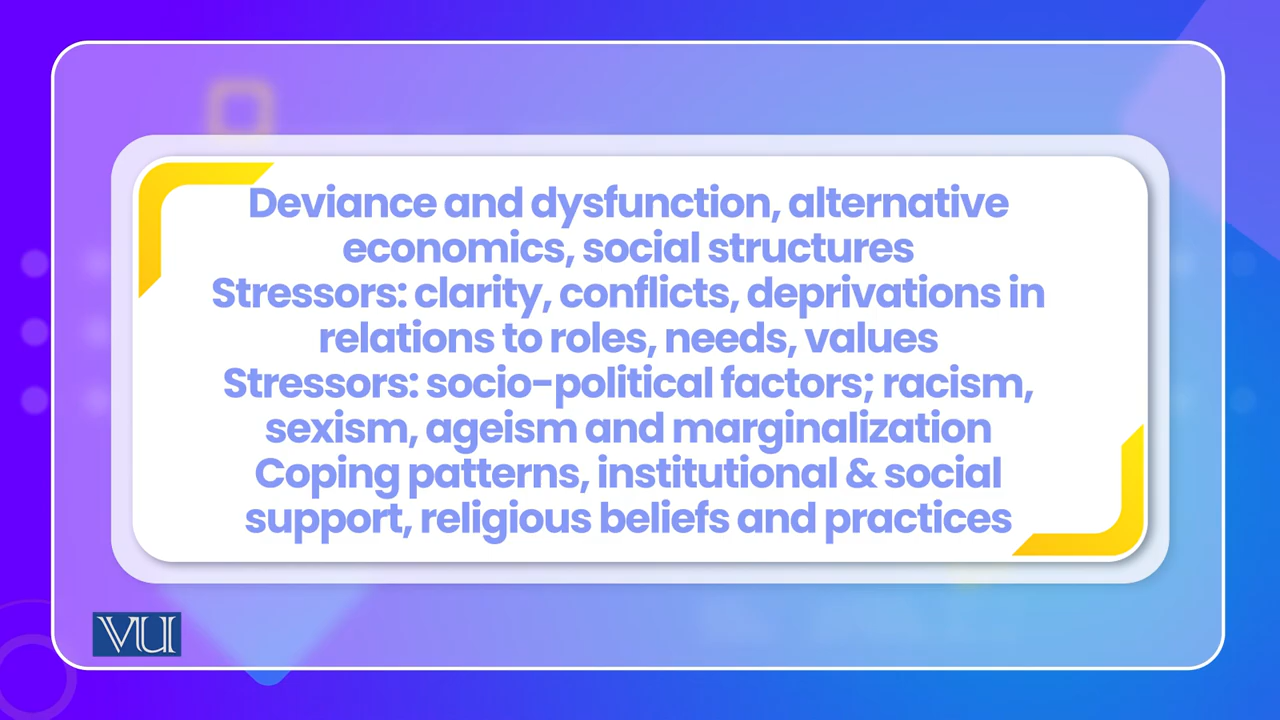 Deviance and dysfunction, alternative
economics, social structures
Stressors: clarity, conflicts, deprivations in
relations to roles, needs, values
Stressors: socio-political factors; racism,
sexism, ageism and marginalization
Coping patterns, institutional & social
support, religious beliefs and practices
VU